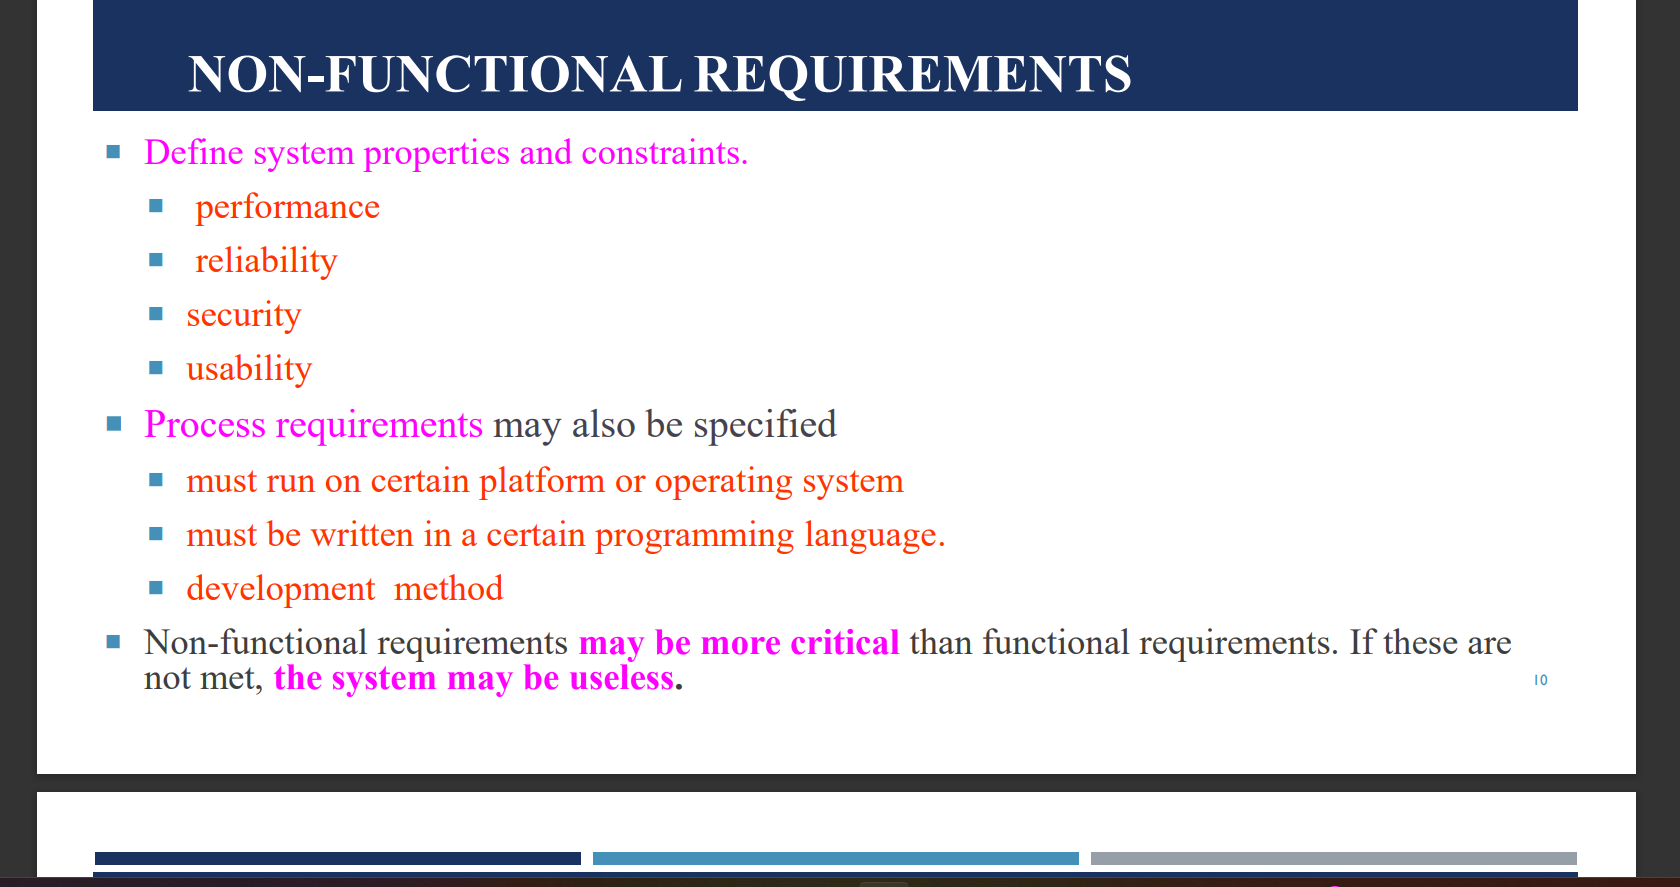 NON-FUNCTIONAL REQUIREMENTS
Define system properties and constraints.
performance
reliability
security
usability
Process requirements may also be specified
must run on certain platform or operating system
must be written in a certain programming language.
development  method
Non-functional requirements may be more critical than functional requirements. If these are
not met, the system may be useless.
10